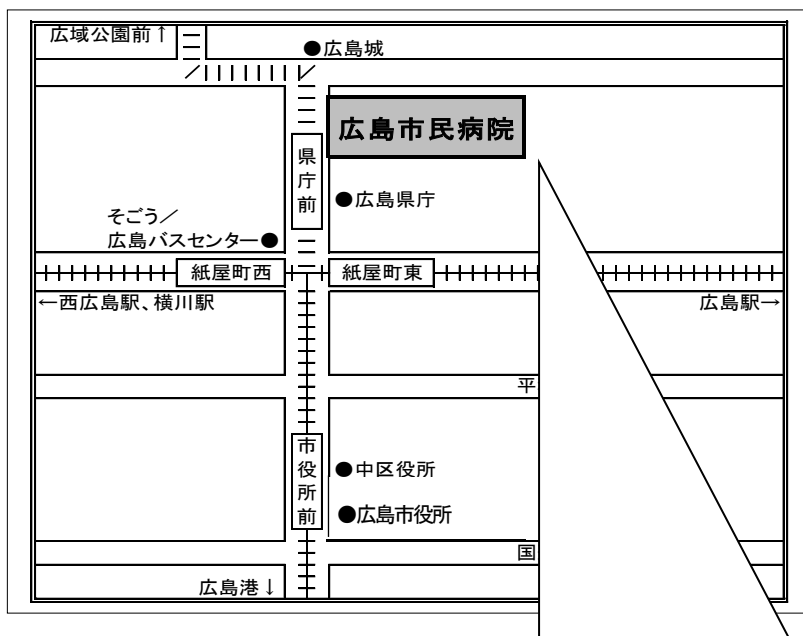 広域公園前↑
●広島城
広島市民病院
県庁前
●広島県庁
そごう／
広島バスセンター●
紙屋町西
紙屋町東
←西広島駅、横川駅
広島駅→
平
市役所前
●中区役所
●広島市役所
国
広島港↓